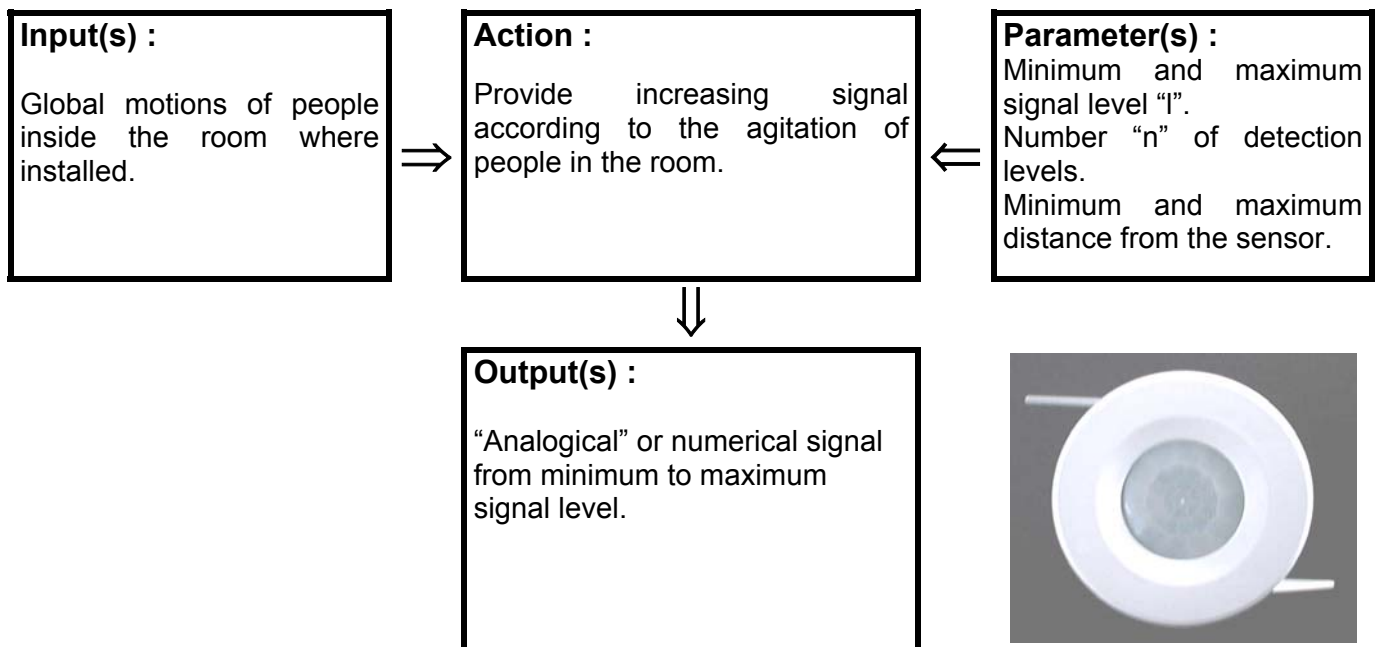 Input(s) :
Global motions of people
inside the room where
installed.
Action :
Provide increasing signal
according to the agitation of
people in the room.
Parameter(s) :
Minimum and maximum
signal level “l”.
Number “n” of detection
levels.
Minimum and maximum
distance from the sensor.
Output(s) :
“Analogical” or numerical signal
from minimum to maximum
signal level.